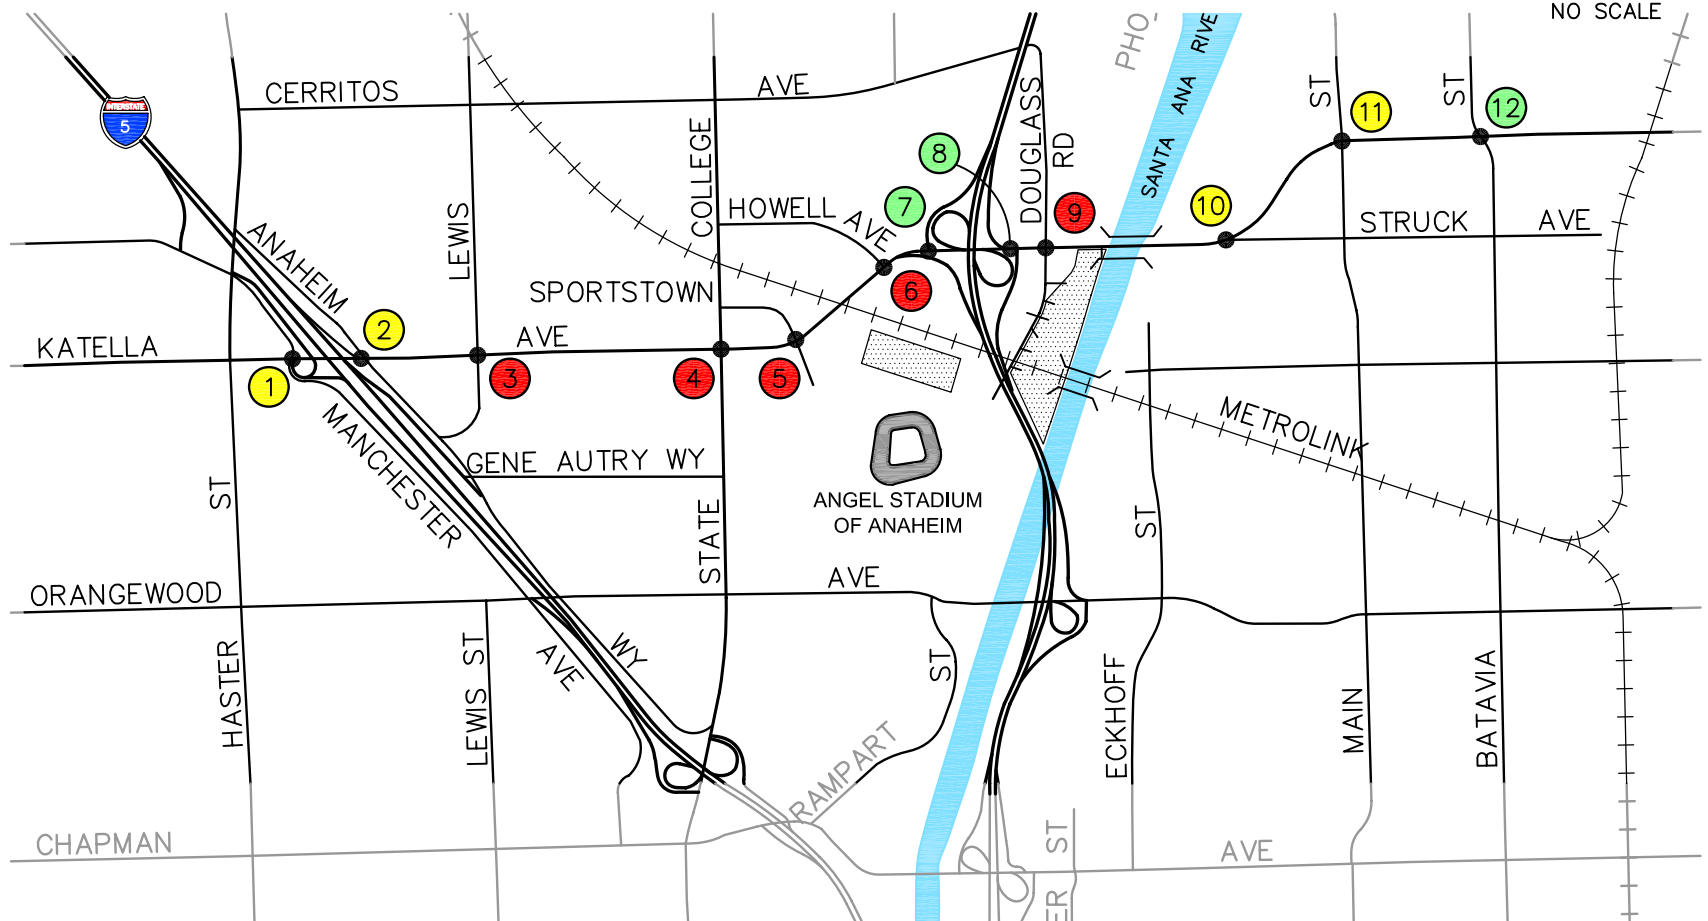 NO SCALE
PHO
SANTA ANA RIVE
CERRITOS AVE
INTERSTATE
5
ST
ST
11
12
8
DOUGLASS RD
COLLEGE
LEWIS
HOWELL AVE
7
9
10
STRUCK AVE
ANAHEIM
SPORTSTOWN
6
2
KATELLA AVE
1
3
4
5
MANCHESTER
METROLINK
GENE AUTRY WY
ANGEL STADIUM
OF ANAHEIM
ST
STATE
ST
ORANGEWOOD AVE
HASTER
LEWIS ST
AVE
WY
ST
ECKHOFF
MAIN
BATAVIA
RAMPART
CHAPMAN AVE
ER ST